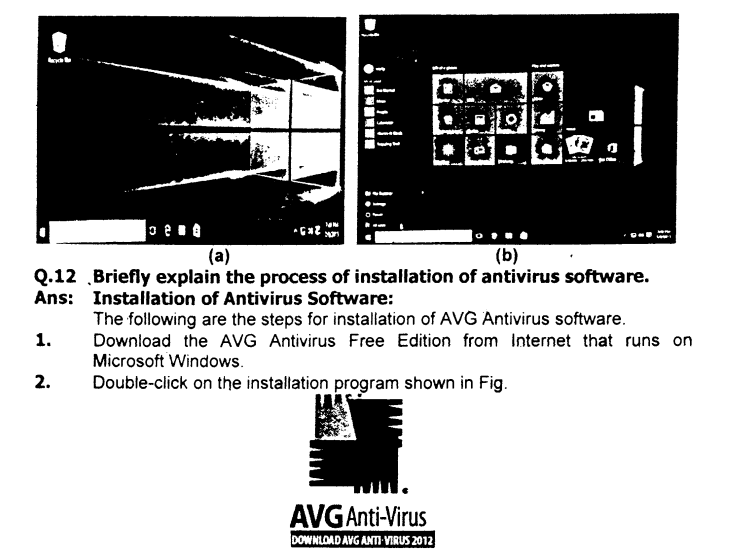 Recycle Bin
(a)
(b)
Q.12 Briefly explain the process of installation of antivirus software.
Ans: Installation of Antivirus Software:
The following are the steps for installation of AVG Antivirus software.
1. Download the AVG Antivirus Free Edition from Internet that runs on
Microsoft Windows.
2. Double-click on the installation program shown in Fig.
AVG Anti-Virus
DOWNLOAD AVG ANTI-VIRUS 2012